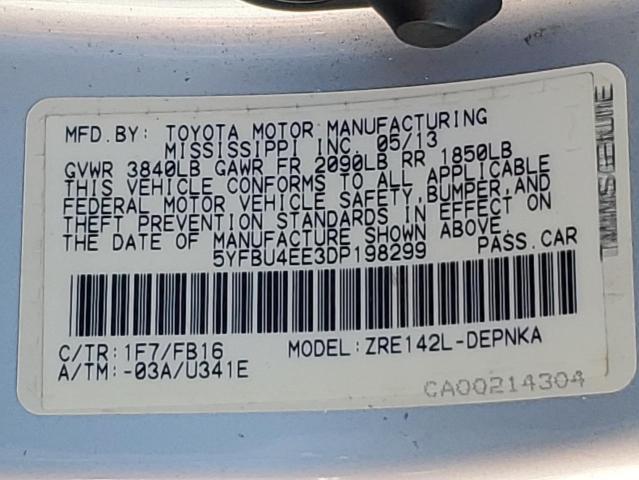 MFD. BY: TOYOTA MOTOR MANUFACTURING
MISSISSIPPI INC. 05/13
GVWR 3840LB GAWR FR 2090LB RR 1850LB
THIS VEHICLE CONFORMS TO ALL APPLICABLE
FEDERAL MOTOR VEHICLE SAFETY,BUMPER,AND
THEFT PREVENTION STANDARDS IN EFFECT ON
THE DATE OF MANUFACTURE SHOWN ABOVE.
5YFBU4EE3DP198299 PASS.CAR
C/TR:1F7/FB16 MODEL:ZRE142L-DEPNKA
A/TM:-03A/U341E
CA00214304